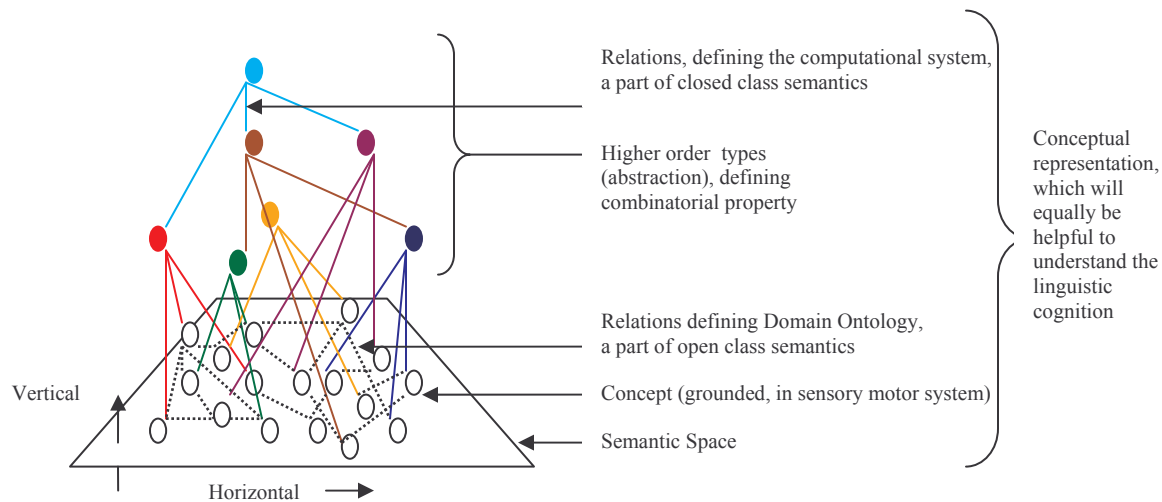 Relations, defining the computational system,
a part of closed class semantics
Higher order types
(abstraction), defining
combinatorial property
Relations defining Domain Ontology,
a part of open class semantics
Concept (grounded, in sensory motor system)
Semantic Space
Conceptual
representation,
which will
equally be
helpful to
understand the
linguistic
cognition
Vertical
Horizontal